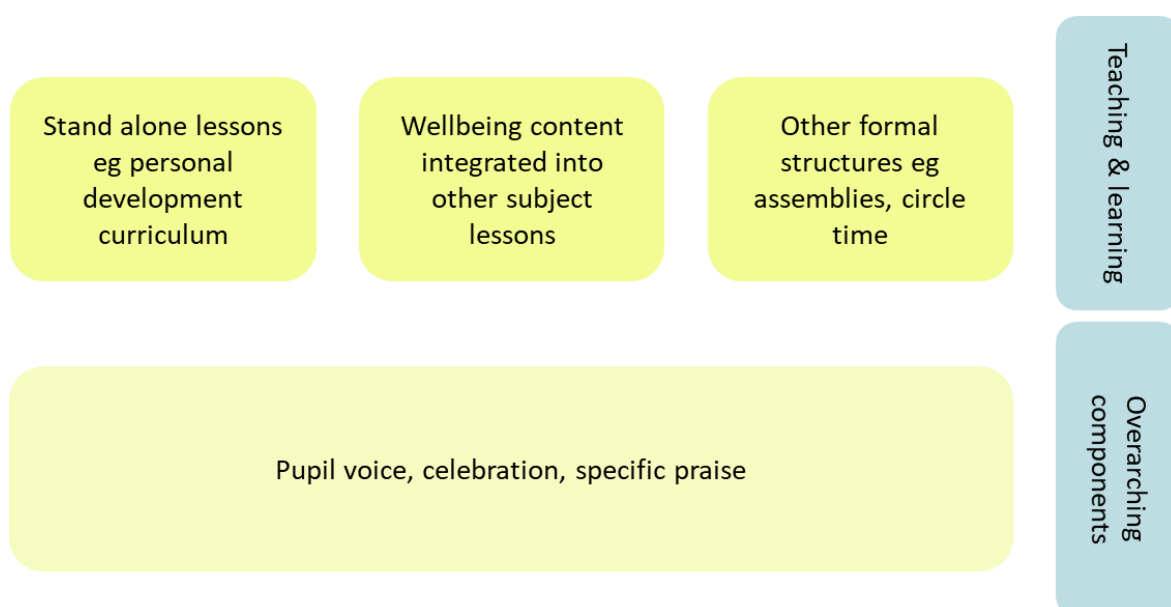 Stand alone lessons
eg personal
development
curriculum
Wellbeing content
integrated into
other subject
lessons
Other formal
structures eg
assemblies, circle
time
Teaching & learning
Pupil voice, celebration, specific praise
Overarching
components